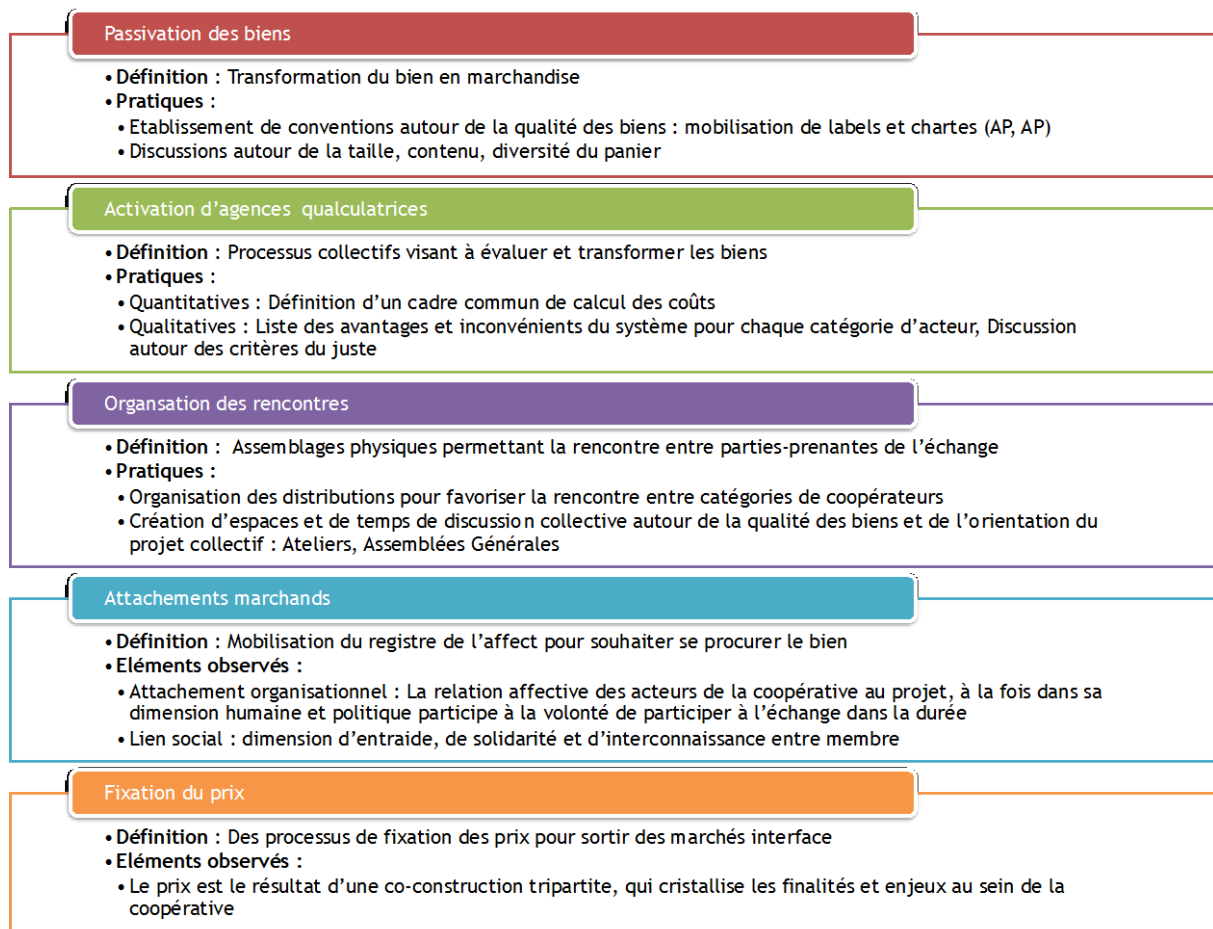 Passivation des biens
• Définition : Transformation du bien en marchandise
• Pratiques :
• Etablissement de conventions autour de la qualité des biens : mobilisation de labels et chartes (AP, AP)
• Discussions autour de la taille, contenu, diversité du panier
Activation d'agences qualculatrices
• Définition : Processus collectifs visant à évaluer et transformer les biens
• Pratiques :
• Quantitatives : Définition d'un cadre commun de calcul des coûts
• Qualitatives : Liste des avantages et inconvénients du système pour chaque catégorie d'acteur, Discussion
autour des critères du juste
Organsation des rencontres
• Définition : Assemblages physiques permettant la rencontre entre parties-prenantes de l'échange
• Pratiques :
• Organisation des distributions pour favoriser la rencontre entre catégories de coopérateurs
• Création d'espaces et de temps de discussion collective autour de la qualité des biens et de l'orientation du
projet collectif : Ateliers, Assemblées Générales
Attachements marchands
• Définition : Mobilisation du registre de l'affect pour souhaiter se procurer le bien
• Eléments observés :
• Attachement organisationnel : La relation affective des acteurs de la coopérative au projet, à la fois dans sa
dimension humaine et politique participe à la volonté de participer à l'échange dans la durée
• Lien social : dimension d'entraide, de solidarité et d'interconnaissance entre membre
Fixation du prix
• Définition : Des processus de fixation des prix pour sortir des marchés interface
• Eléments observés :
• Le prix est le résultat d'une co-construction tripartite, qui cristallise les finalités et enjeux au sein de la
coopérative